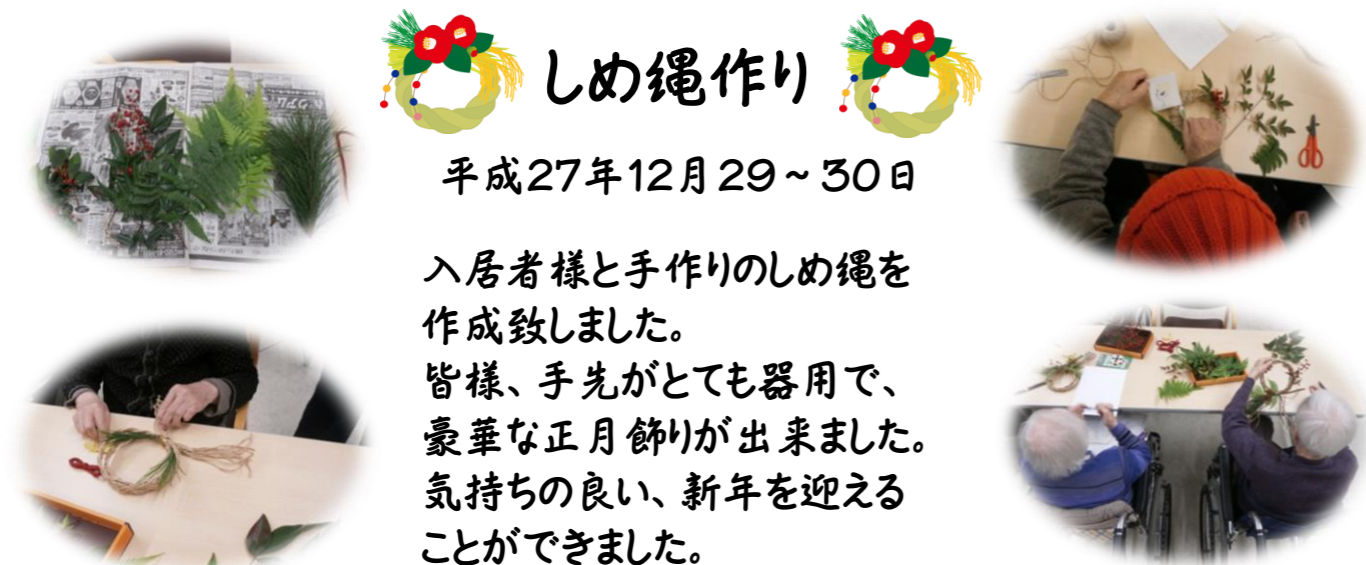 しめ縄作り
平成27年12月29~30日
入居者様と手作りのしめ縄を
作成致しました。
皆様、手先がとても器用で、
豪華な正月飾りが出来ました。
気持ちの良い、新年を迎える
ことができました。